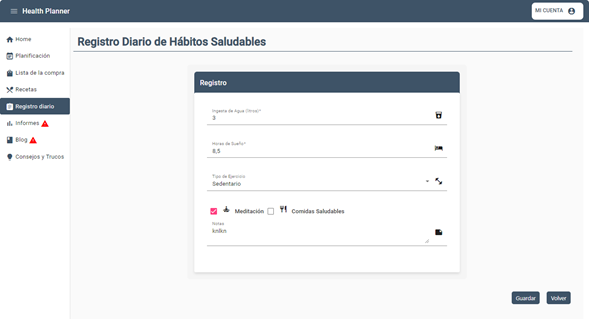 Health Planner
MI CUENTA
Home
Planificación
Lista de la compra
Recetas
Registro diario
Informes
Blog
Consejos y Trucos
Registro Diario de Hábitos Saludables
Registro
Ingesta de Agua (litros)*
3
Horas de Sueño*
8,5
Tipo de Ejercicio
Sedentario
Meditación
Comidas Saludables
Notas
knlkn
Guardar
Volver